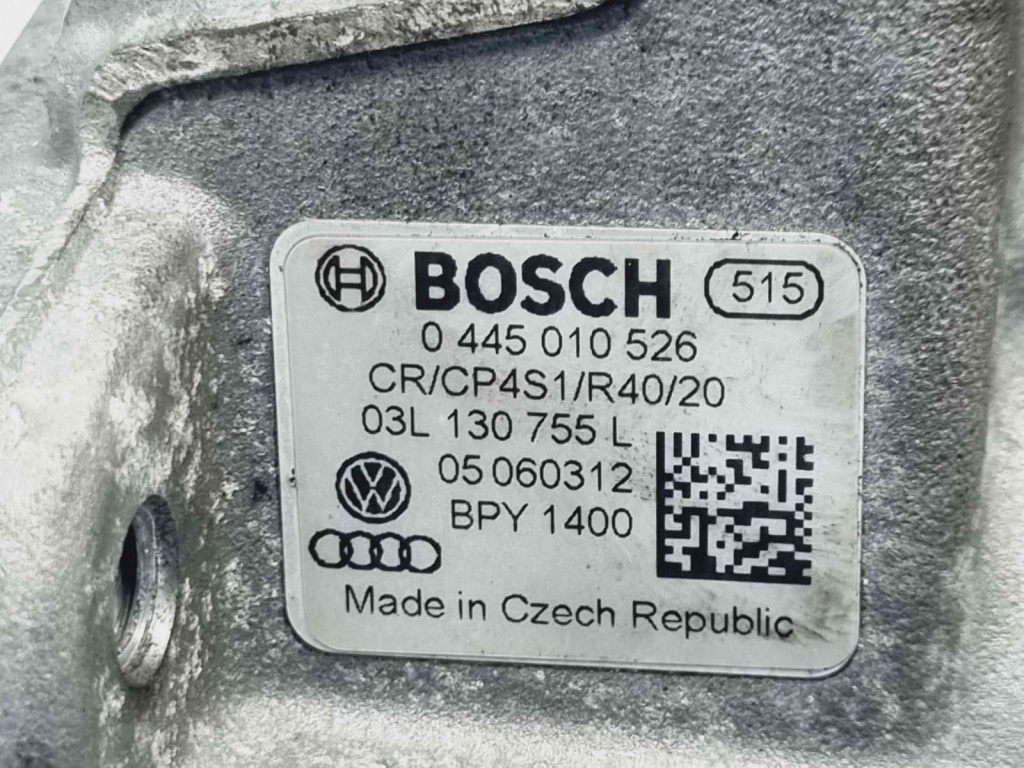 BOSCH 515
0 445 010 526
CR/CP4S1/R40/20
03L 130 755 L
05 060312
BPY 1400
Made in Czech Republic